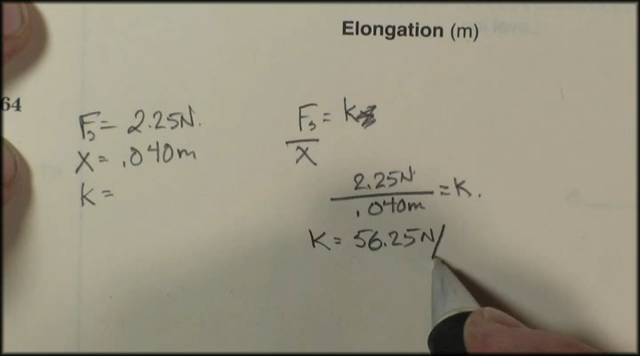 Elongation (m)
64
Fs = 2.25N.
X = .040m
K =
Fs = K
X
2.25N
.040m
= K.
K = 56.25N/